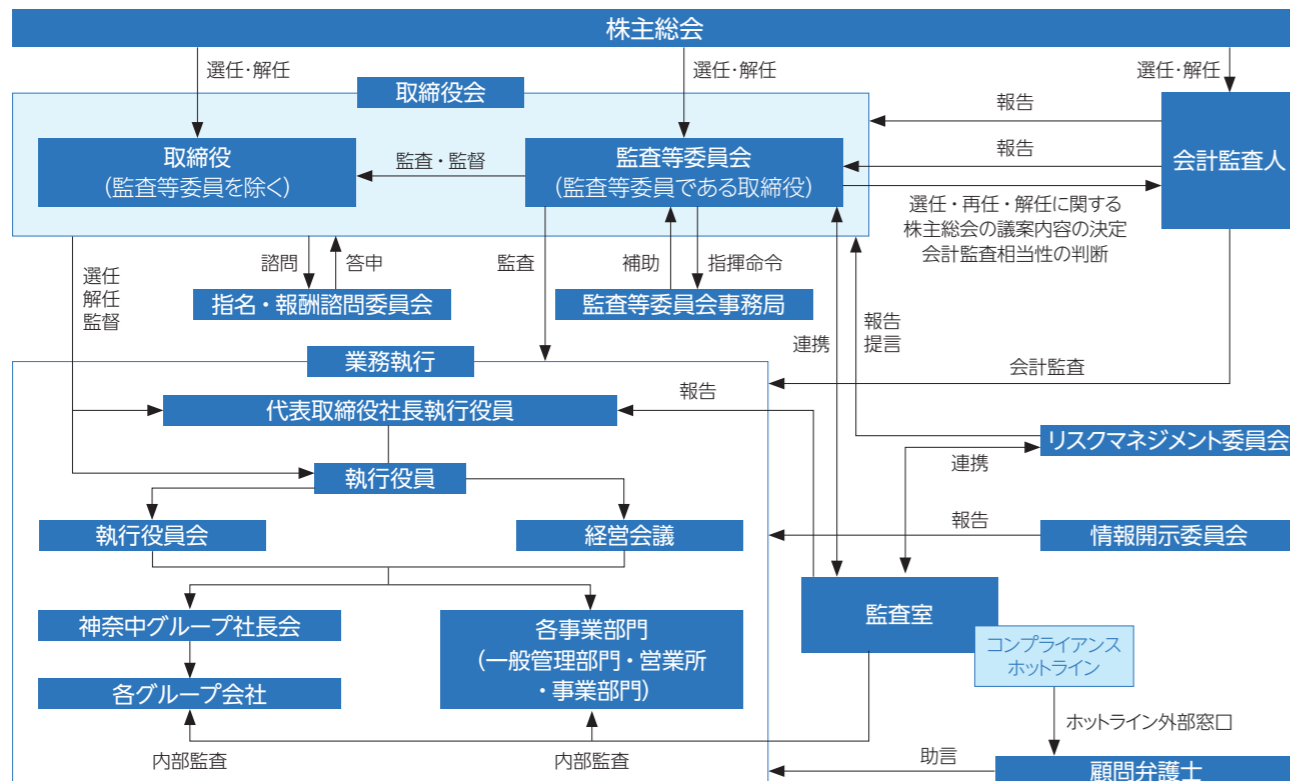 株主総会
選任・解任
選任・解任
選任・解任
取締役会
報告
取締役
(監査等委員を除く)
監査・監督
監査等委員会
(監査等委員である取締役)
報告
会計監査人
選任・再任・解任に関する
株主総会の議案内容の決定
会計監査相当性の判断
選任
解任
監督
諮問
答申
監査
補助
指揮命令
指名・報酬諮問委員会
監査等委員会事務局
連携
報告
提言
業務執行
会計監査
代表取締役社長執行役員
報告
リスクマネジメント委員会
連携
執行役員
執行役員会
経営会議
報告
情報開示委員会
監査室
神奈中グループ社長会
各事業部門
(一般管理部門・営業所
・事業部門)
コンプライアンス
ホットライン
各グループ会社
ホットライン外部窓口
内部監査
内部監査
助言
顧問弁護士